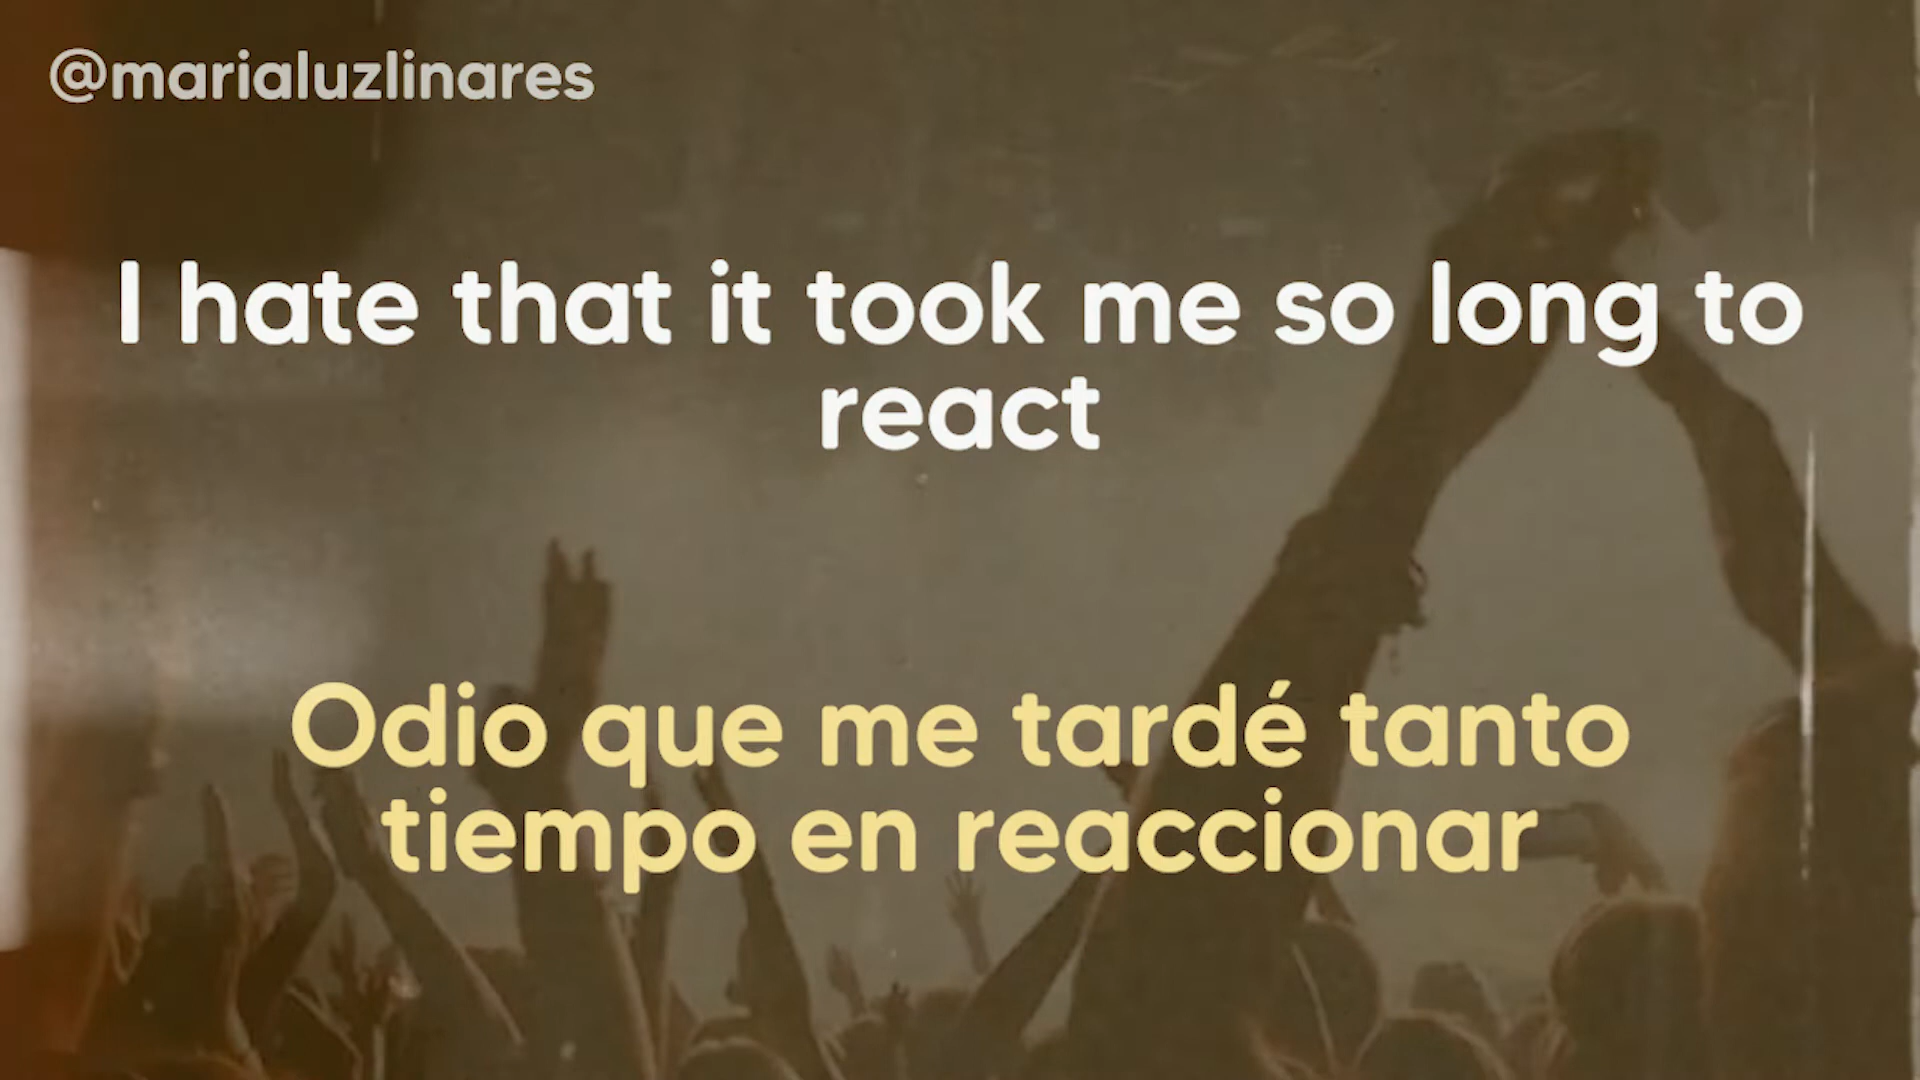 @marialuzlinares
I hate that it took me so long to
react
Odio que me tardé tanto
tiempo en reaccionar